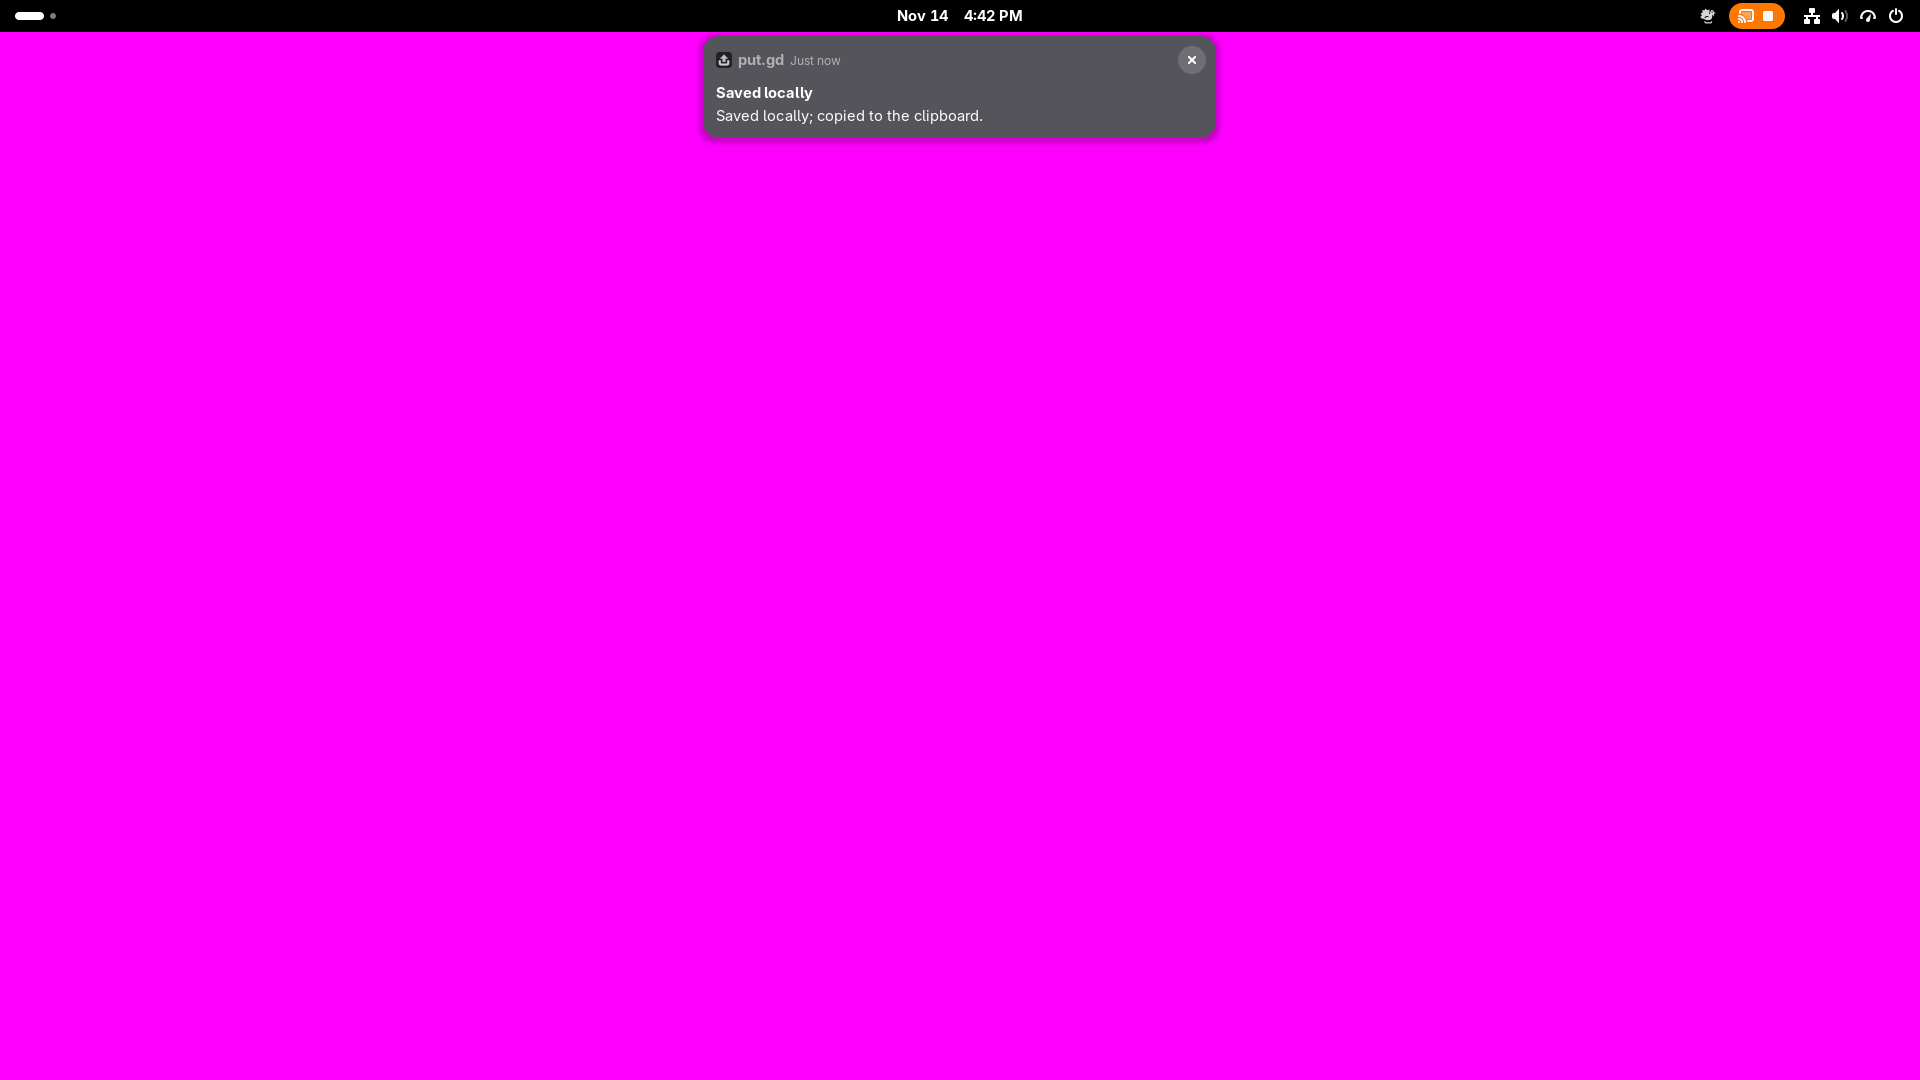 Nov 14 4:42 PM
put.gd Just now
Saved locally
Saved locally; copied to the clipboard.